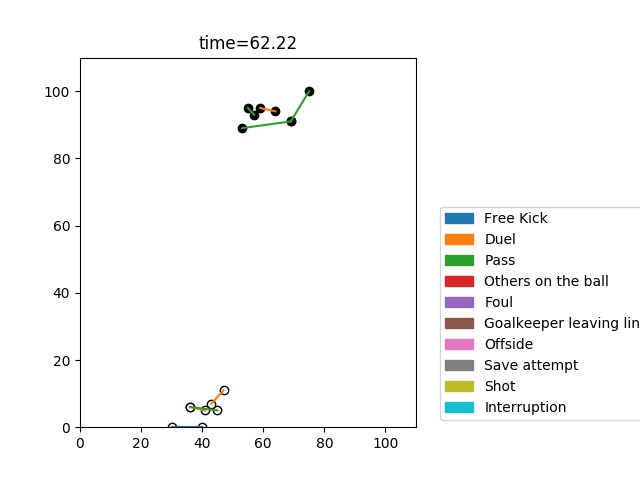 time=62.22
100
80
60
40
20
0
0 20 40 60 80 100
Free Kick
Duel
Pass
Others on the ball
Foul
Goalkeeper leaving lin
Offside
Save attempt
Shot
Interruption